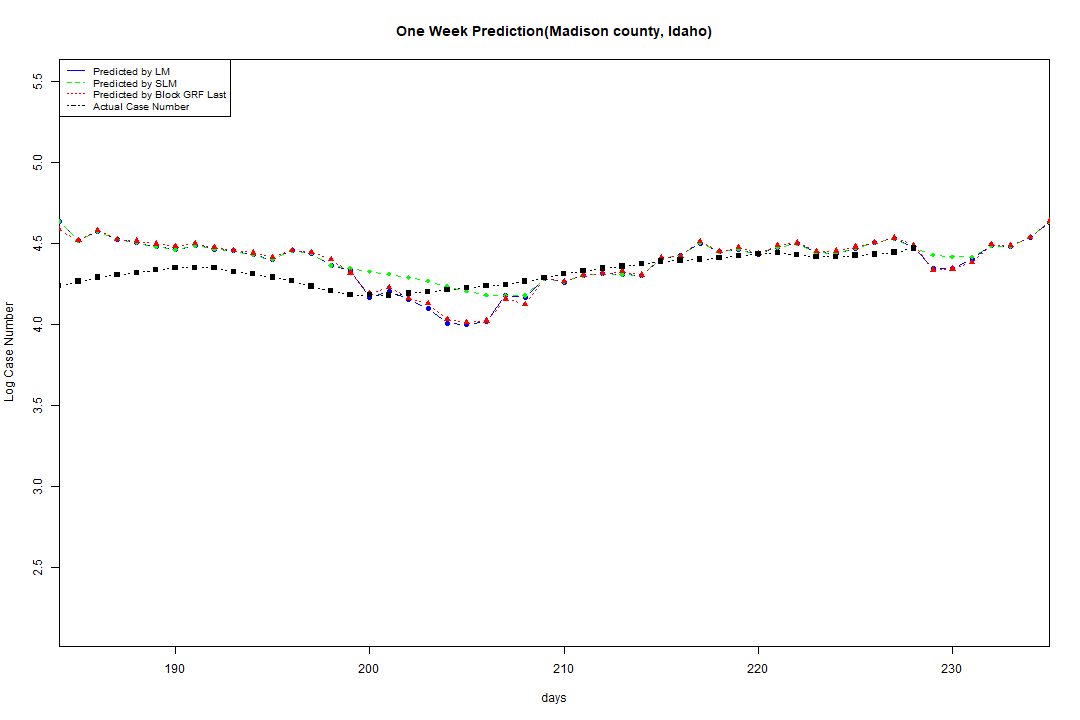 One Week Prediction(Madison county, Idaho)
Predicted by LM
Predicted by SLM
Predicted by Block GRF Last
Actual Case Number
5.5
5.0
4.5
4.0
3.5
3.0
2.5
Log Case Number
190 200 210 220 230
days